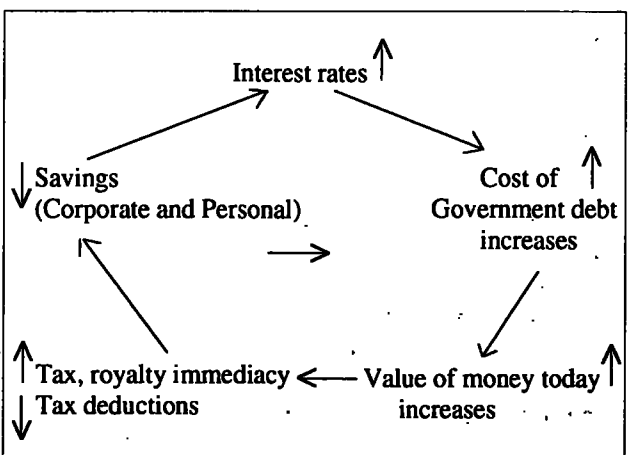 Interest rates
Savings
(Corporate and Personal)
Cost of
Government debt
increases
Tax, royalty immediacy
Tax deductions
Value of money today
increases